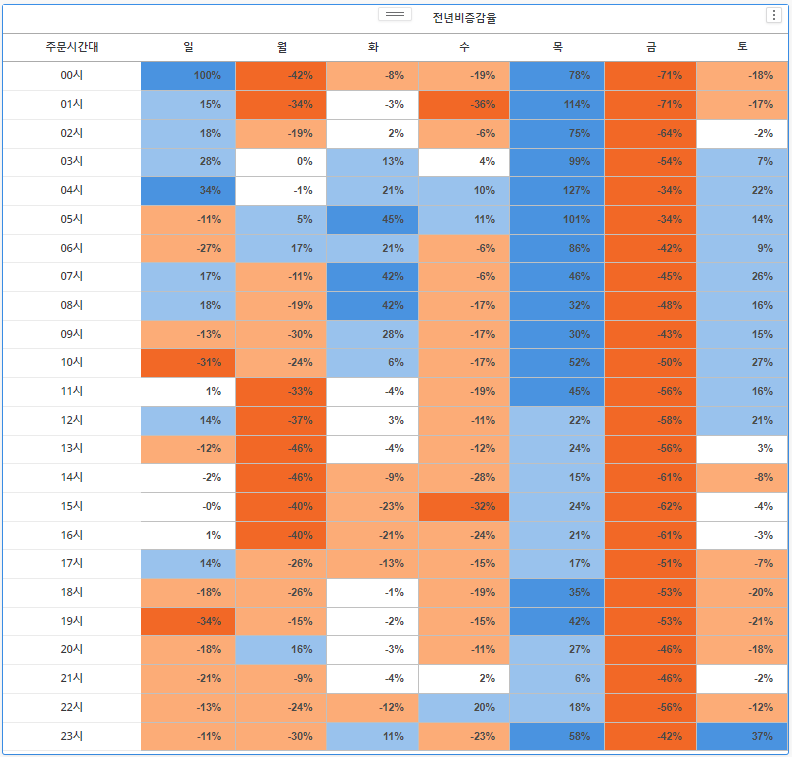 전년비증감율
주문시간대 일 월 화 수 목 금 토
00시 100% -42% -8% -19% 78% -71% -18%
01시 15% -34% -3% -36% 114% -71% -17%
02시 18% -19% 2% -6% 75% -64% -2%
03시 28% 0% 13% 4% 99% -54% 7%
04시 34% -1% 21% 10% 127% -34% 22%
05시 -11% 5% 45% 11% 101% -34% 14%
06시 -27% 17% 21% -6% 86% -42% 9%
07시 17% -11% 42% -6% 46% -45% 26%
08시 18% -19% 42% -17% 32% -48% 16%
09시 -13% -30% 28% -17% 30% -43% 15%
10시 -31% -24% 6% -17% 52% -50% 27%
11시 1% -33% -4% -19% 45% -56% 16%
12시 14% -37% 3% -11% 22% -58% 21%
13시 -12% -46% -4% -12% 24% -56% 3%
14시 -2% -46% -9% -28% 15% -61% -8%
15시 -0% -40% -23% -32% 24% -62% -4%
16시 1% -40% -21% -24% 21% -61% -3%
17시 14% -26% -13% -15% 17% -51% -7%
18시 -18% -26% -1% -19% 35% -53% -20%
19시 -34% -15% -2% -15% 42% -53% -21%
20시 -18% 16% -3% -11% 27% -46% -18%
21시 -21% -9% -4% 2% 6% -46% -2%
22시 -13% -24% -12% 20% 18% -56% -12%
23시 -11% -30% 11% -23% 58% -42% 37%